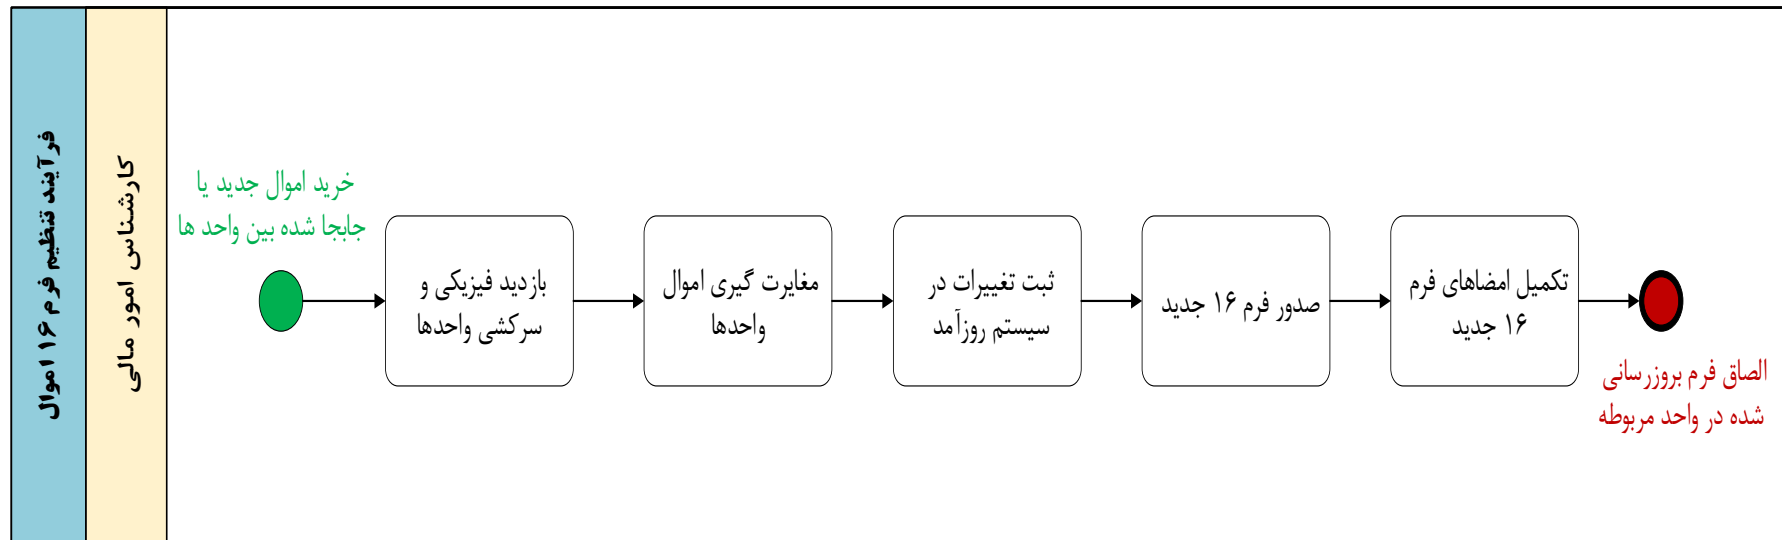 فرآیند تنظیم فرم ۱۶ اموال
کارشناس امور مالی
خرید اموال جدید یا
جابجا شده بین واحد ها
بازدید فیزیکی و
سرکشی واحدها
مغایرت گیری اموال
واحدها
ثبت تغییرات در
سیستم روزآمد
صدور فرم ۱۶ جدید
تکمیل امضاهای فرم
۱۶ جدید
الصاق فرم بروزرسانی
شده در واحد مربوطه